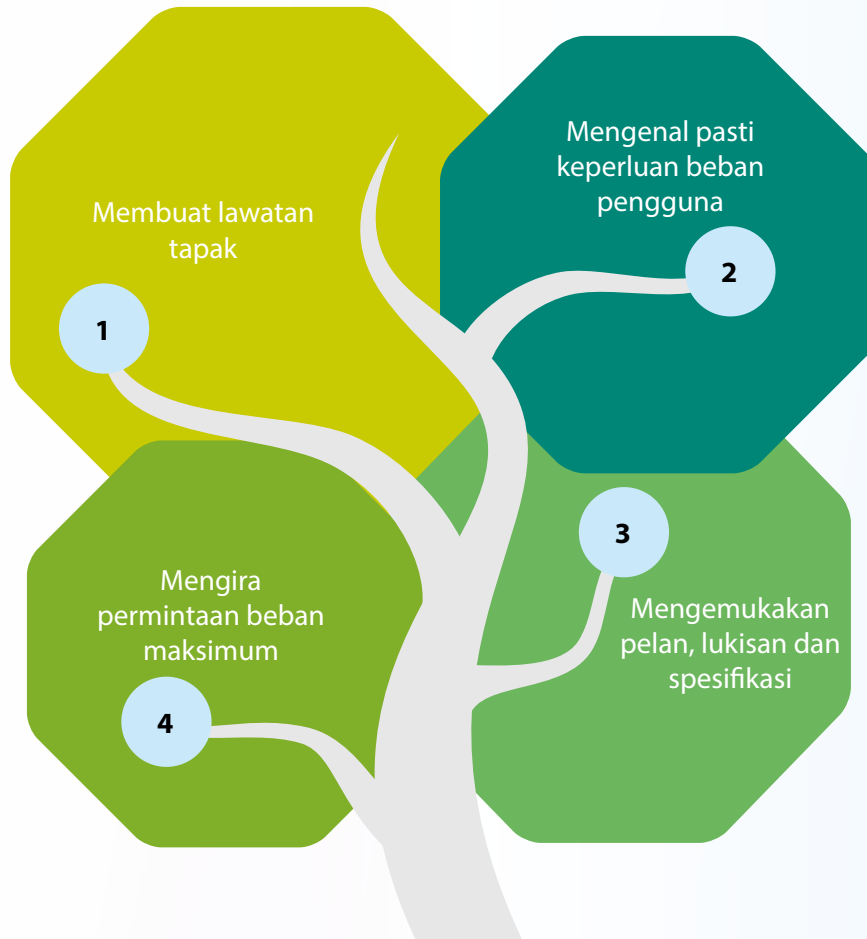 Membuat lawatan
tapak
1
Mengenal pasti
keperluan beban
pengguna
2
3
Mengemukakan
pelan, lukisan dan
spesifikasi
Mengira
permintaan beban
maksimum
4